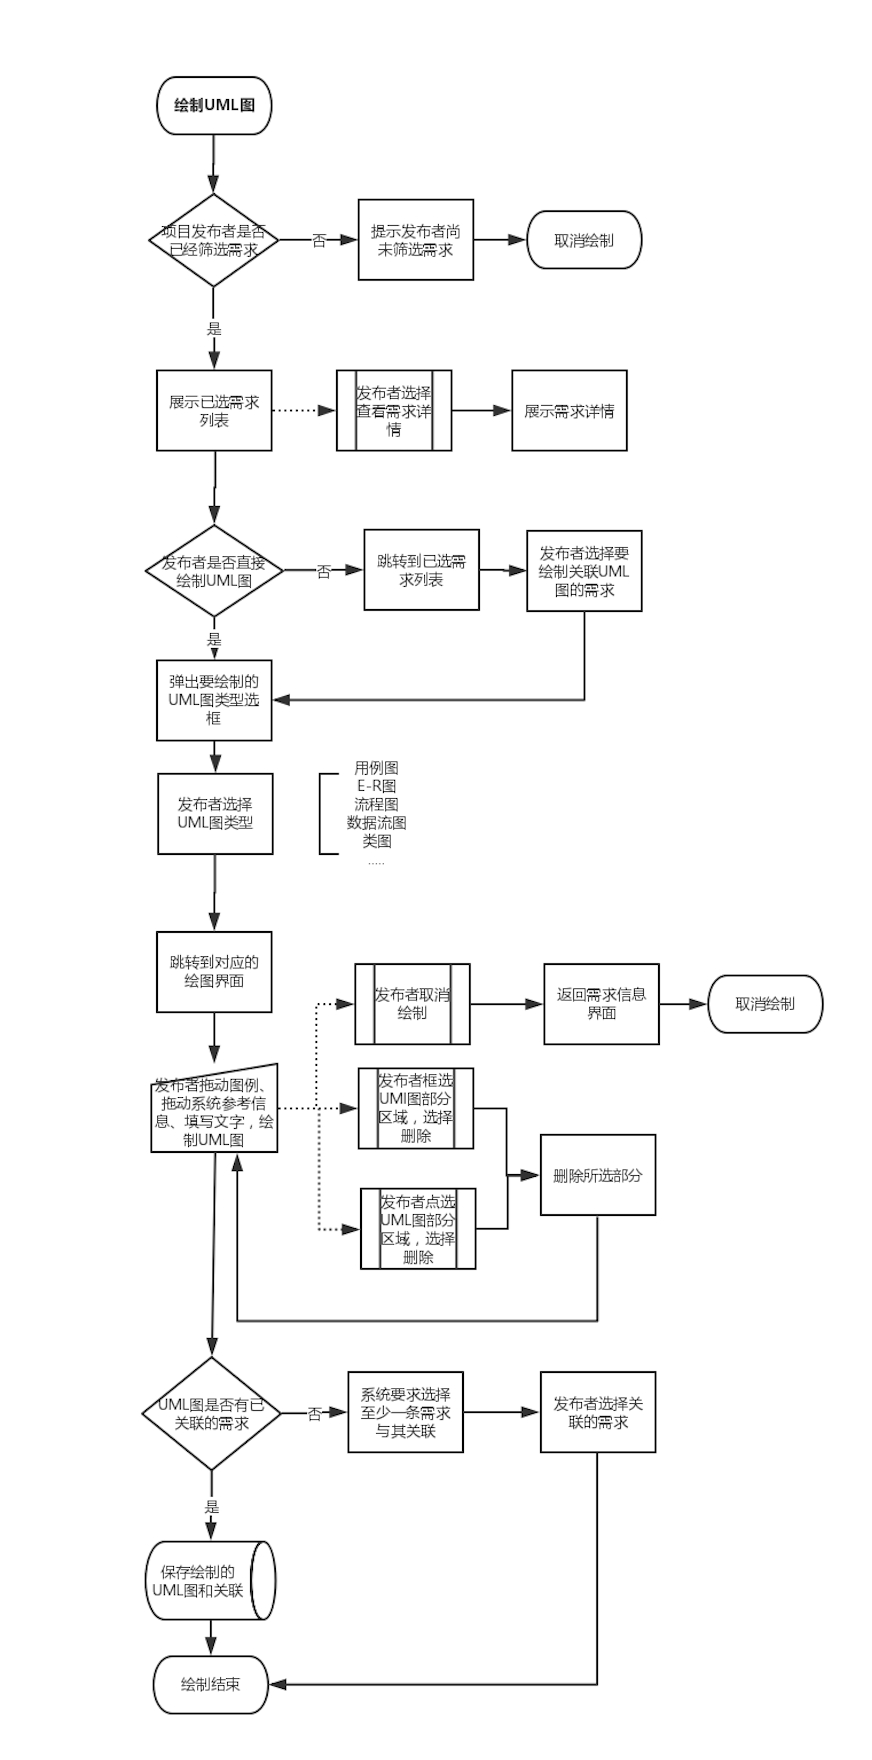 绘制UML图
项目发布者是否
已经筛选需求
否
提示发布者尚
未筛选需求
取消绘制
是
展示已选需求
列表
发布者选择
查看需求详
情
展示需求详情
发布者是否直接
绘制UML图
否
跳转到已选需
求列表
发布者选择要
绘制关联UML
图的需求
是
弹出要绘制的
UML图类型选
框
发布者选择
UML图类型
用例图
E-R图
流程图
数据流图
类图
.....
跳转到对应的
绘图界面
发布者取消
绘制
返回需求信息
界面
取消绘制
发布者拖动图例、
拖动系统参考信
息、填写文字，绘
制UML图
发布者框选
UMl图部分
区域，选择
删除
删除所选部分
发布者点选
UML图部分
区域，选择
删除
UML图是否有已
关联的需求
否
系统要求选择
至少一条需求
与其关联
发布者选择关
联的需求
是
保存绘制的
UML图和关联
绘制结束